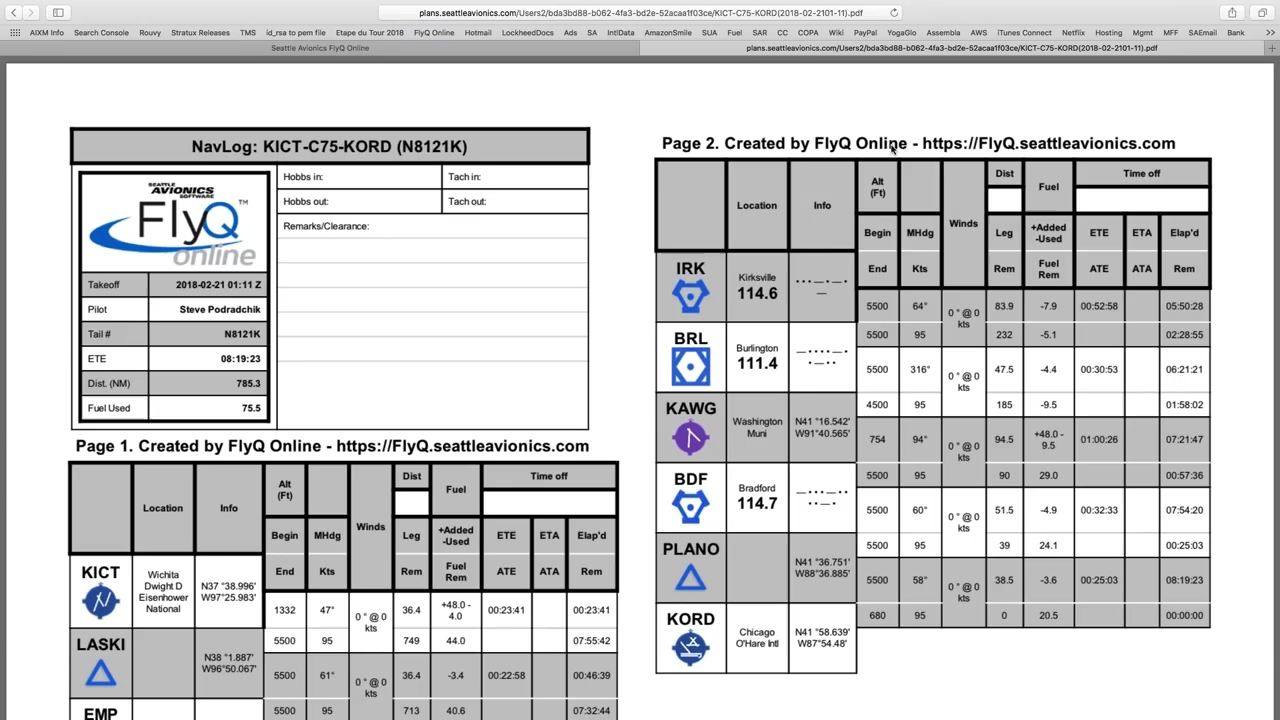 plans.seattleavionics.com/Users2/bda3bd88-b062-4fa3-bd2e-52acaa1f03ce/KICT-C75-KORD(2018-02-2101-11).pdf
AIXM Info Search Console Rouvy Stratux Releases TMS id_rsa to pem file Etape du Tour 2018 FlyQ Online Hotmail LockheedDocs Ads SA IntlData AmazonSmile SUA Fuel SAR CC COPA Wiki PayPal YogaGlo Assembla AWS iTunes Connect Netflix Hosting Mgmt MFF SAEmail Bank >>
Seattle Avionics FlyQ Online
plans.seattleavionics.com/Users2/bda3bd88-b062-4fa3-bd2e-52acaa1f03ce/KICT-C75-KORD(2018-02-2101-11).pdf
NavLog: KICT-C75-KORD (N8121K)
SEATTLE
AVIONICS
SOFTWARE
FlyQ™
online
Takeoff 2018-02-21 01:11 Z
Pilot Steve Podradchik
Tail # N8121K
ETE 08:19:23
Dist. (NM) 785.3
Fuel Used 75.5
Hobbs in: Tach in:
Hobbs out: Tach out:
Remarks/Clearance:
Page 1. Created by FlyQ Online - https://FlyQ.seattleavionics.com
Location Info Alt (Ft) Winds Dist Fuel Time off
Begin MHdg Leg +Added -Used ETE ETA Elap'd
End Kts Rem Fuel Rem ATE ATA Rem
KICT Wichita Dwight D Eisenhower National N37 °38.996' W97°25.983'
1332 47° 0 ° @ 0 kts 36.4 +48.0 - 4.0 00:23:41 00:23:41
5500 95 749 44.0 07:55:42
LASKI N38 °1.887' W96°50.067'
5500 61° 0 ° @ 0 kts 36.4 -3.4 00:22:58 00:46:39
5500 95 713 40.6 07:32:44
EMP
Page 2. Created by FlyQ Online - https://FlyQ.seattleavionics.com
Location Info Alt (Ft) Winds Dist Fuel Time off
Begin MHdg Leg +Added -Used ETE ETA Elap'd
End Kts Rem Fuel Rem ATE ATA Rem
IRK Kirksville 114.6
5500 64° 0 ° @ 0 kts 83.9 -7.9 00:52:58 05:50:28
5500 95 232 -5.1 02:28:55
BRL Burlington 111.4
5500 316° 0 ° @ 0 kts 47.5 -4.4 00:30:53 06:21:21
4500 95 185 -9.5 01:58:02
KAWG Washington Muni N41 °16.542' W91°40.565'
754 94° 0 ° @ 0 kts 94.5 +48.0 - 9.5 01:00:26 07:21:47
5500 95 90 29.0 00:57:36
BDF Bradford 114.7
5500 60° 0 ° @ 0 kts 51.5 -4.9 00:32:33 07:54:20
5500 95 39 24.1 00:25:03
PLANO N41 °36.751' W88°36.885'
5500 58° 0 ° @ 0 kts 38.5 -3.6 00:25:03 08:19:23
680 95 0 20.5 00:00:00
KORD Chicago O'Hare Intl N41 °58.639' W87°54.48'